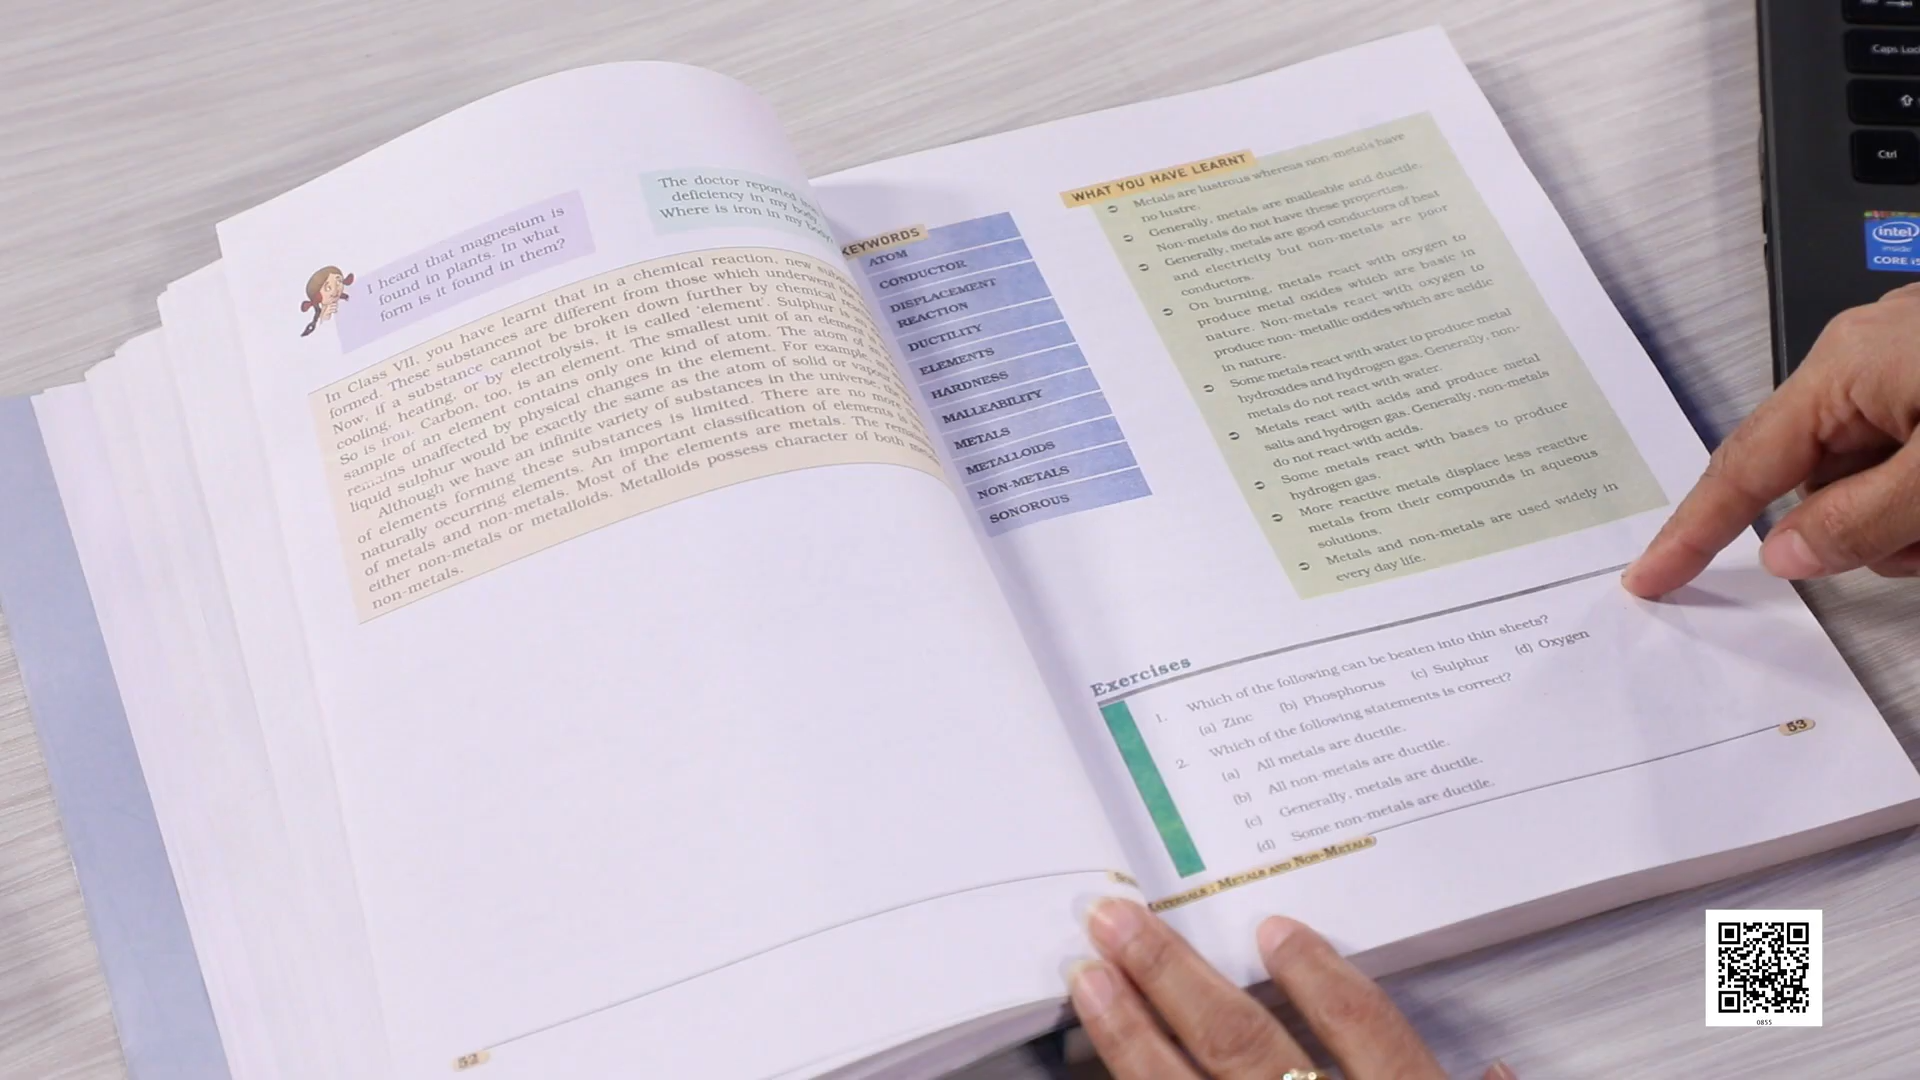 I heard that magnesium is
found in plants. In what
form is it found in them?
The doctor reported iron
deficiency in my body.
Where is iron in my body?
In Class VII, you have learnt that in a chemical reaction, new
formed. These substances are different from those which underwent the
Now, if a substance cannot be broken down further by chemical
cooling, heating, or by electrolysis, it is called 'element'. Sulphur is
So is iron. Carbon, too, is an element. The smallest unit of an element
sample of an element contains only one kind of atom. The atom of
remains unaffected by physical changes in the element. For example,
liquid sulphur would be exactly the same as the atom of solid or vapour
Although we have an infinite variety of substances in the universe, the
of elements forming these substances is limited. There are no more
naturally occurring elements. An important classification of elements is
of metals and non-metals. Most of the elements are metals. The
either non-metals or metalloids. Metalloids possess character of both
non-metals.
52
KEYWORDS
ATOM
CONDUCTOR
DISPLACEMENT
REACTION
DUCTILITY
ELEMENTS
HARDNESS
MALLEABILITY
METALS
METALLOIDS
NON-METALS
SONOROUS
WHAT YOU HAVE LEARNT
Metals are lustrous whereas non-metals have
no lustre.
Generally, metals are malleable and ductile.
Non-metals do not have these properties.
Generally, metals are good conductors of heat
and electricity but non-metals are poor
conductors.
On burning, metals react with oxygen to
produce metal oxides which are basic in
nature. Non-metals react with oxygen to
produce non- metallic oxides which are acidic
in nature.
Some metals react with water to produce metal
hydroxides and hydrogen gas. Generally, non-
metals do not react with water.
Metals react with acids and produce metal
salts and hydrogen gas. Generally, non-metals
do not react with acids.
Some metals react with bases to produce
hydrogen gas.
More reactive metals displace less reactive
metals from their compounds in aqueous
solutions.
Metals and non-metals are used widely in
every day life.
Exercises
1. Which of the following can be beaten into thin sheets?
(a) Zinc (b) Phosphorus (c) Sulphur (d) Oxygen
2. Which of the following statements is correct?
(a) All metals are ductile.
(b) All non-metals are ductile.
(c) Generally, metals are ductile.
(d) Some non-metals are ductile.
MATERIALS : METALS AND NON-METALS
53
Caps Loc
Ctrl
intel
inside
CORE i5
0855